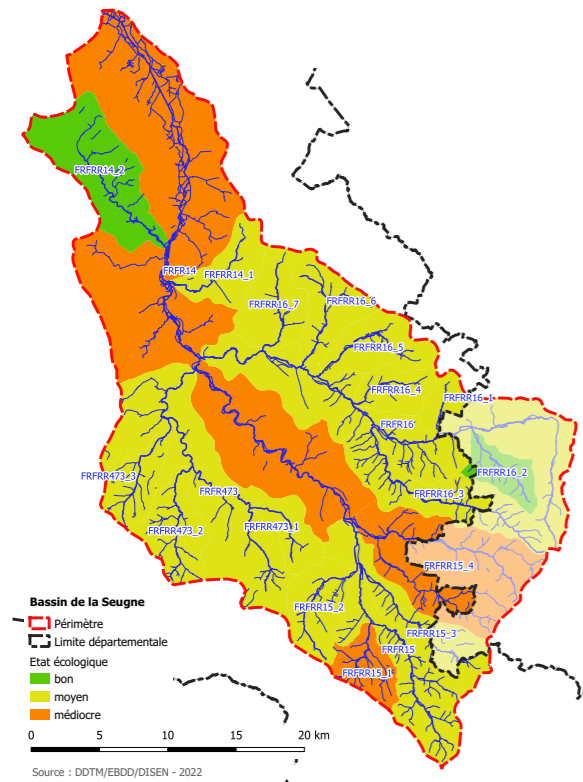 FRFRR14_2
FRFR14
FRFRR14_1
FRFRR16_7
FRFRR16_6
FRFRR16_5
FRFRR16_4
FRFRR16_1
FRFR16
FRFRR16_2
FRFRR16_3
FRFRR473_3
FRFR473
FRFRR473_1
FRFRR473_2
FRFRR15_4
FRFRR15_2
FRFRR15_3
FRFR15
FRFRR15_1
Bassin de la Seugne
Périmètre
Limite départementale
Etat écologique
bon
moyen
médiocre
0 5 10 15 20 km
Source : DDTM/EBDD/DISEN - 2022